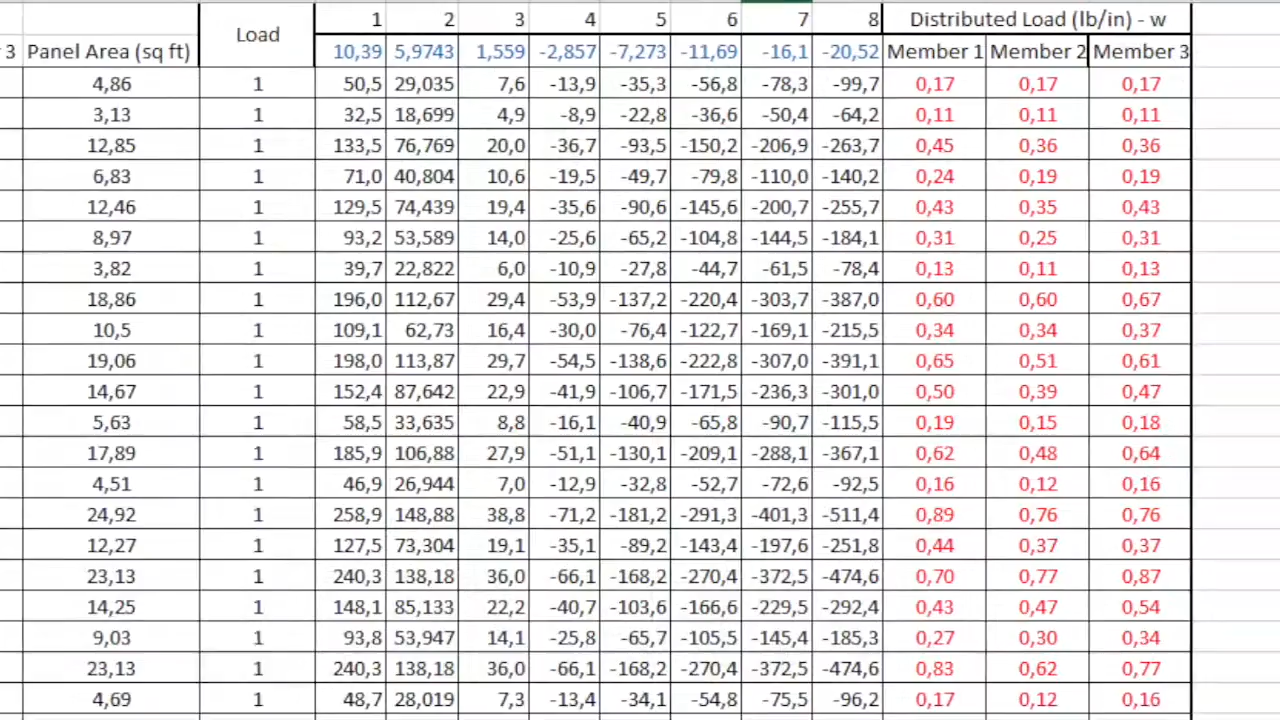 Load 1 2 3 4 5 6 7 8 Distributed Load (lb/in) - w
3 Panel Area (sq ft) 10,39 5,9743 1,559 -2,857 -7,273 -11,69 -16,1 -20,52 Member 1 Member 2 Member 3
4,86 1 50,5 29,035 7,6 -13,9 -35,3 -56,8 -78,3 -99,7 0,17 0,17 0,17
3,13 1 32,5 18,699 4,9 -8,9 -22,8 -36,6 -50,4 -64,2 0,11 0,11 0,11
12,85 1 133,5 76,769 20,0 -36,7 -93,5 -150,2 -206,9 -263,7 0,45 0,36 0,36
6,83 1 71,0 40,804 10,6 -19,5 -49,7 -79,8 -110,0 -140,2 0,24 0,19 0,19
12,46 1 129,5 74,439 19,4 -35,6 -90,6 -145,6 -200,7 -255,7 0,43 0,35 0,43
8,97 1 93,2 53,589 14,0 -25,6 -65,2 -104,8 -144,5 -184,1 0,31 0,25 0,31
3,82 1 39,7 22,822 6,0 -10,9 -27,8 -44,7 -61,5 -78,4 0,13 0,11 0,13
18,86 1 196,0 112,67 29,4 -53,9 -137,2 -220,4 -303,7 -387,0 0,60 0,60 0,67
10,5 1 109,1 62,73 16,4 -30,0 -76,4 -122,7 -169,1 -215,5 0,34 0,34 0,37
19,06 1 198,0 113,87 29,7 -54,5 -138,6 -222,8 -307,0 -391,1 0,65 0,51 0,61
14,67 1 152,4 87,642 22,9 -41,9 -106,7 -171,5 -236,3 -301,0 0,50 0,39 0,47
5,63 1 58,5 33,635 8,8 -16,1 -40,9 -65,8 -90,7 -115,5 0,19 0,15 0,18
17,89 1 185,9 106,88 27,9 -51,1 -130,1 -209,1 -288,1 -367,1 0,62 0,48 0,64
4,51 1 46,9 26,944 7,0 -12,9 -32,8 -52,7 -72,6 -92,5 0,16 0,12 0,16
24,92 1 258,9 148,88 38,8 -71,2 -181,2 -291,3 -401,3 -511,4 0,89 0,76 0,76
12,27 1 127,5 73,304 19,1 -35,1 -89,2 -143,4 -197,6 -251,8 0,44 0,37 0,37
23,13 1 240,3 138,18 36,0 -66,1 -168,2 -270,4 -372,5 -474,6 0,70 0,77 0,87
14,25 1 148,1 85,133 22,2 -40,7 -103,6 -166,6 -229,5 -292,4 0,43 0,47 0,54
9,03 1 93,8 53,947 14,1 -25,8 -65,7 -105,5 -145,4 -185,3 0,27 0,30 0,34
23,13 1 240,3 138,18 36,0 -66,1 -168,2 -270,4 -372,5 -474,6 0,83 0,62 0,77
4,69 1 48,7 28,019 7,3 -13,4 -34,1 -54,8 -75,5 -96,2 0,17 0,12 0,16